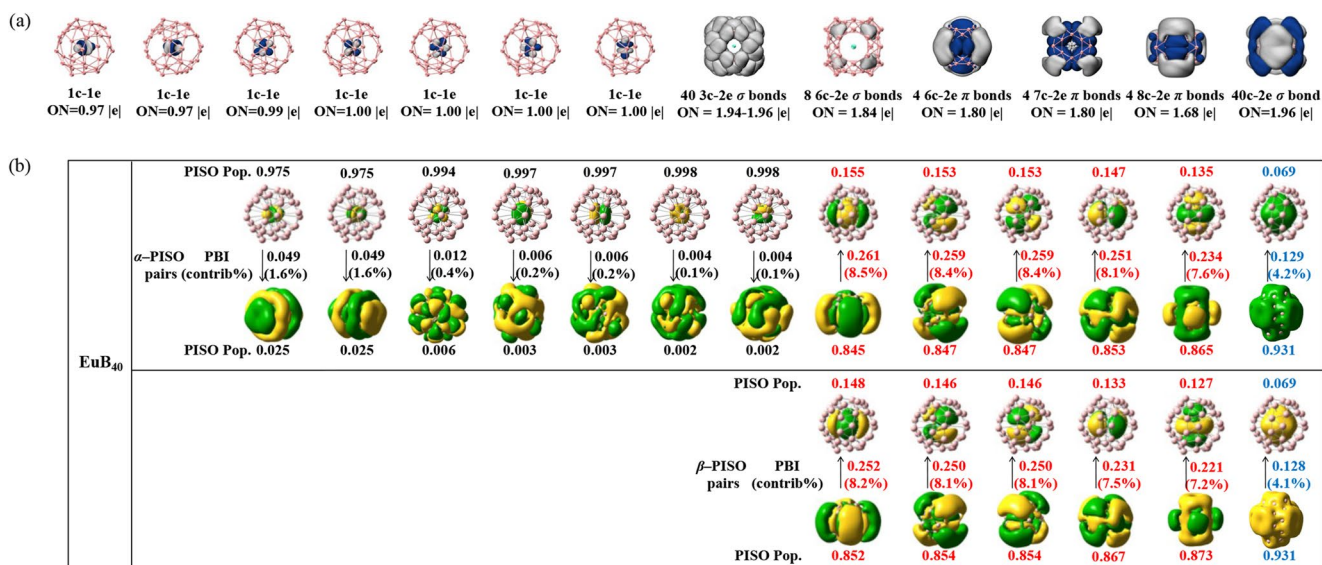 (a)
1c-1e 1c-1e 1c-1e 1c-1e 1c-1e 1c-1e 1c-1e 40 3c-2e σ bonds 8 6c-2e σ bonds 4 6c-2e π bonds 4 7c-2e π bonds 4 8c-2e π bonds 40c-2e σ bond
ON=0.97 |e| ON=0.97 |e| ON=0.99 |e| ON=1.00 |e| ON= 1.00 |e| ON= 1.00 |e| ON= 1.00 |e| ON = 1.94-1.96 |e| ON = 1.84 |e| ON = 1.80 |e| ON = 1.80 |e| ON = 1.68 |e| ON=1.96 |e|
(b)
PISO Pop. 0.975 0.975 0.994 0.997 0.997 0.998 0.998 0.155 0.153 0.153 0.147 0.135 0.069
α–PISO PBI 0.049 0.049 0.012 0.006 0.006 0.004 0.004 0.261 0.259 0.259 0.251 0.234 0.129
pairs (contrib%) (1.6%) (1.6%) (0.4%) (0.2%) (0.2%) (0.1%) (0.1%) (8.5%) (8.4%) (8.4%) (8.1%) (7.6%) (4.2%)
PISO Pop. 0.025 0.025 0.006 0.003 0.003 0.002 0.002 0.845 0.847 0.847 0.853 0.865 0.931
EuB₄₀
PISO Pop. 0.148 0.146 0.146 0.133 0.127 0.069
β–PISO PBI 0.252 0.250 0.250 0.231 0.221 0.128
pairs (contrib%) (8.2%) (8.1%) (8.1%) (7.5%) (7.2%) (4.1%)
PISO Pop. 0.852 0.854 0.854 0.867 0.873 0.931